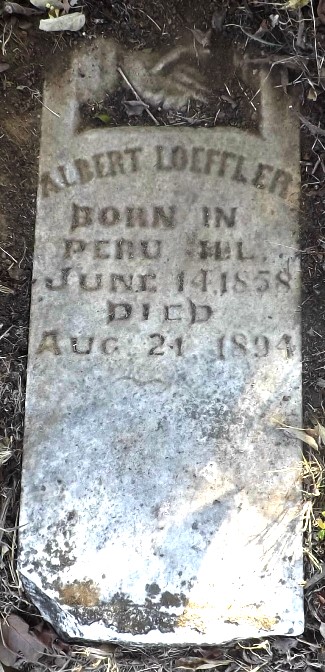 ALBERT LOEFFLER
BORN IN
PERU ILL.
JUNE 14, 1858
DIED
AUG. 21 1894